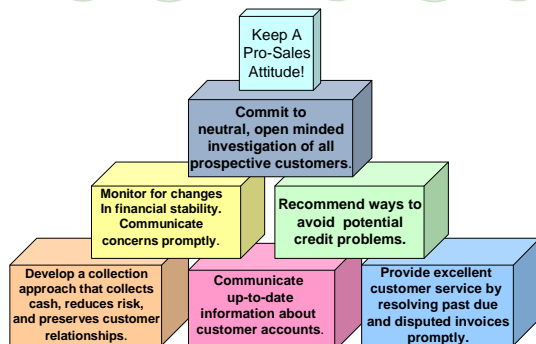 Keep A
Pro-Sales
Attitude!
Commit to
neutral, open minded
investigation of all
prospective customers.
Monitor for changes
In financial stability.
Communicate
concerns promptly.
Recommend ways to
avoid potential
credit problems.
Develop a collection
approach that collects
cash, reduces risk,
and preserves customer
relationships.
Communicate
up-to-date
information about
customer accounts.
Provide excellent
customer service by
resolving past due
and disputed invoices
promptly.